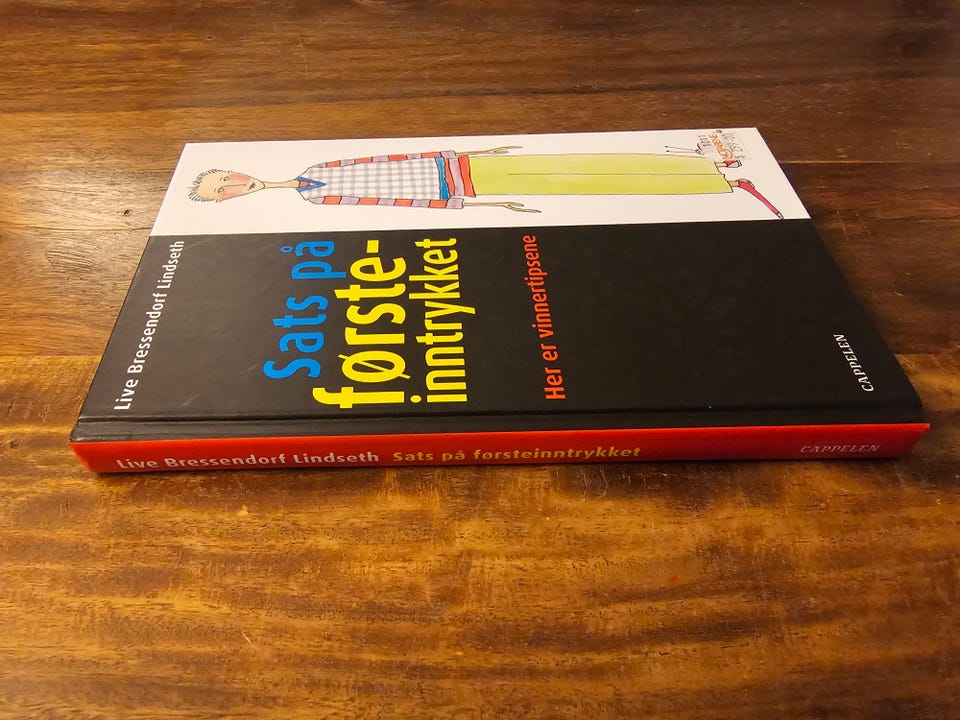 Live Bressendorf Lindseth
Sats på
første-
inntrykket
Her er vinnertipsene
CAPPELEN
Live Bressendorf Lindseth Sats på førsteinntrykket CAPPELEN